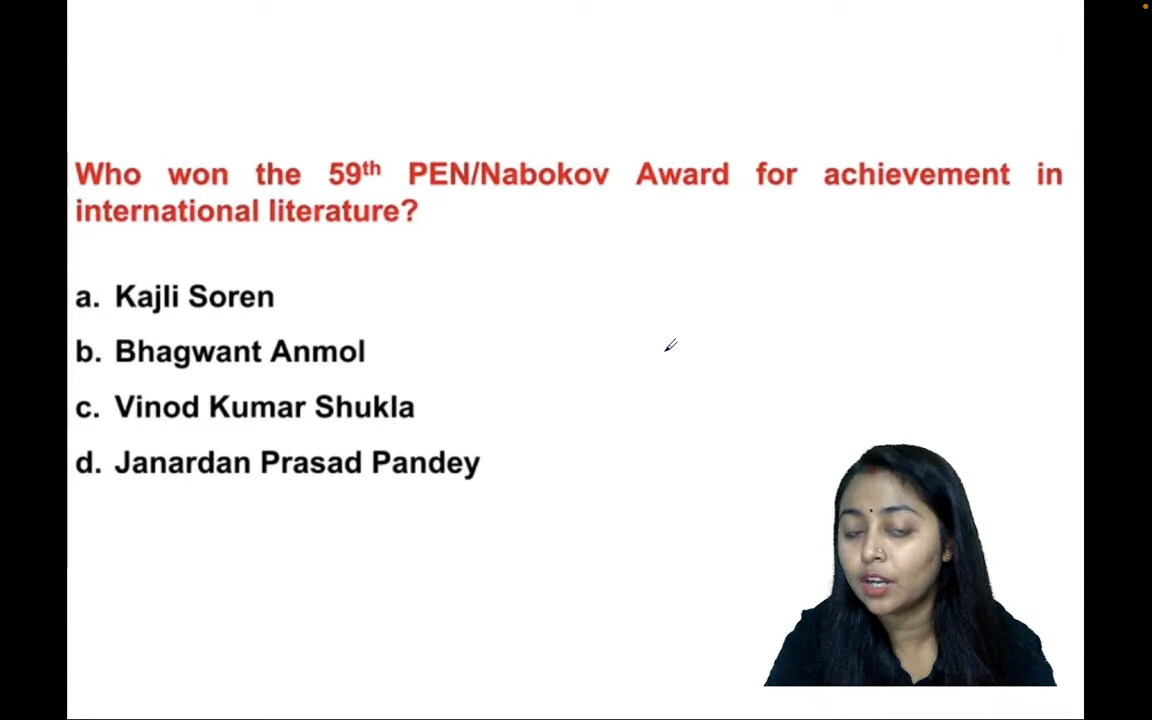 Who won the 59th PEN/Nabokov Award for achievement in
international literature?
a. Kajli Soren
b. Bhagwant Anmol
c. Vinod Kumar Shukla
d. Janardan Prasad Pandey